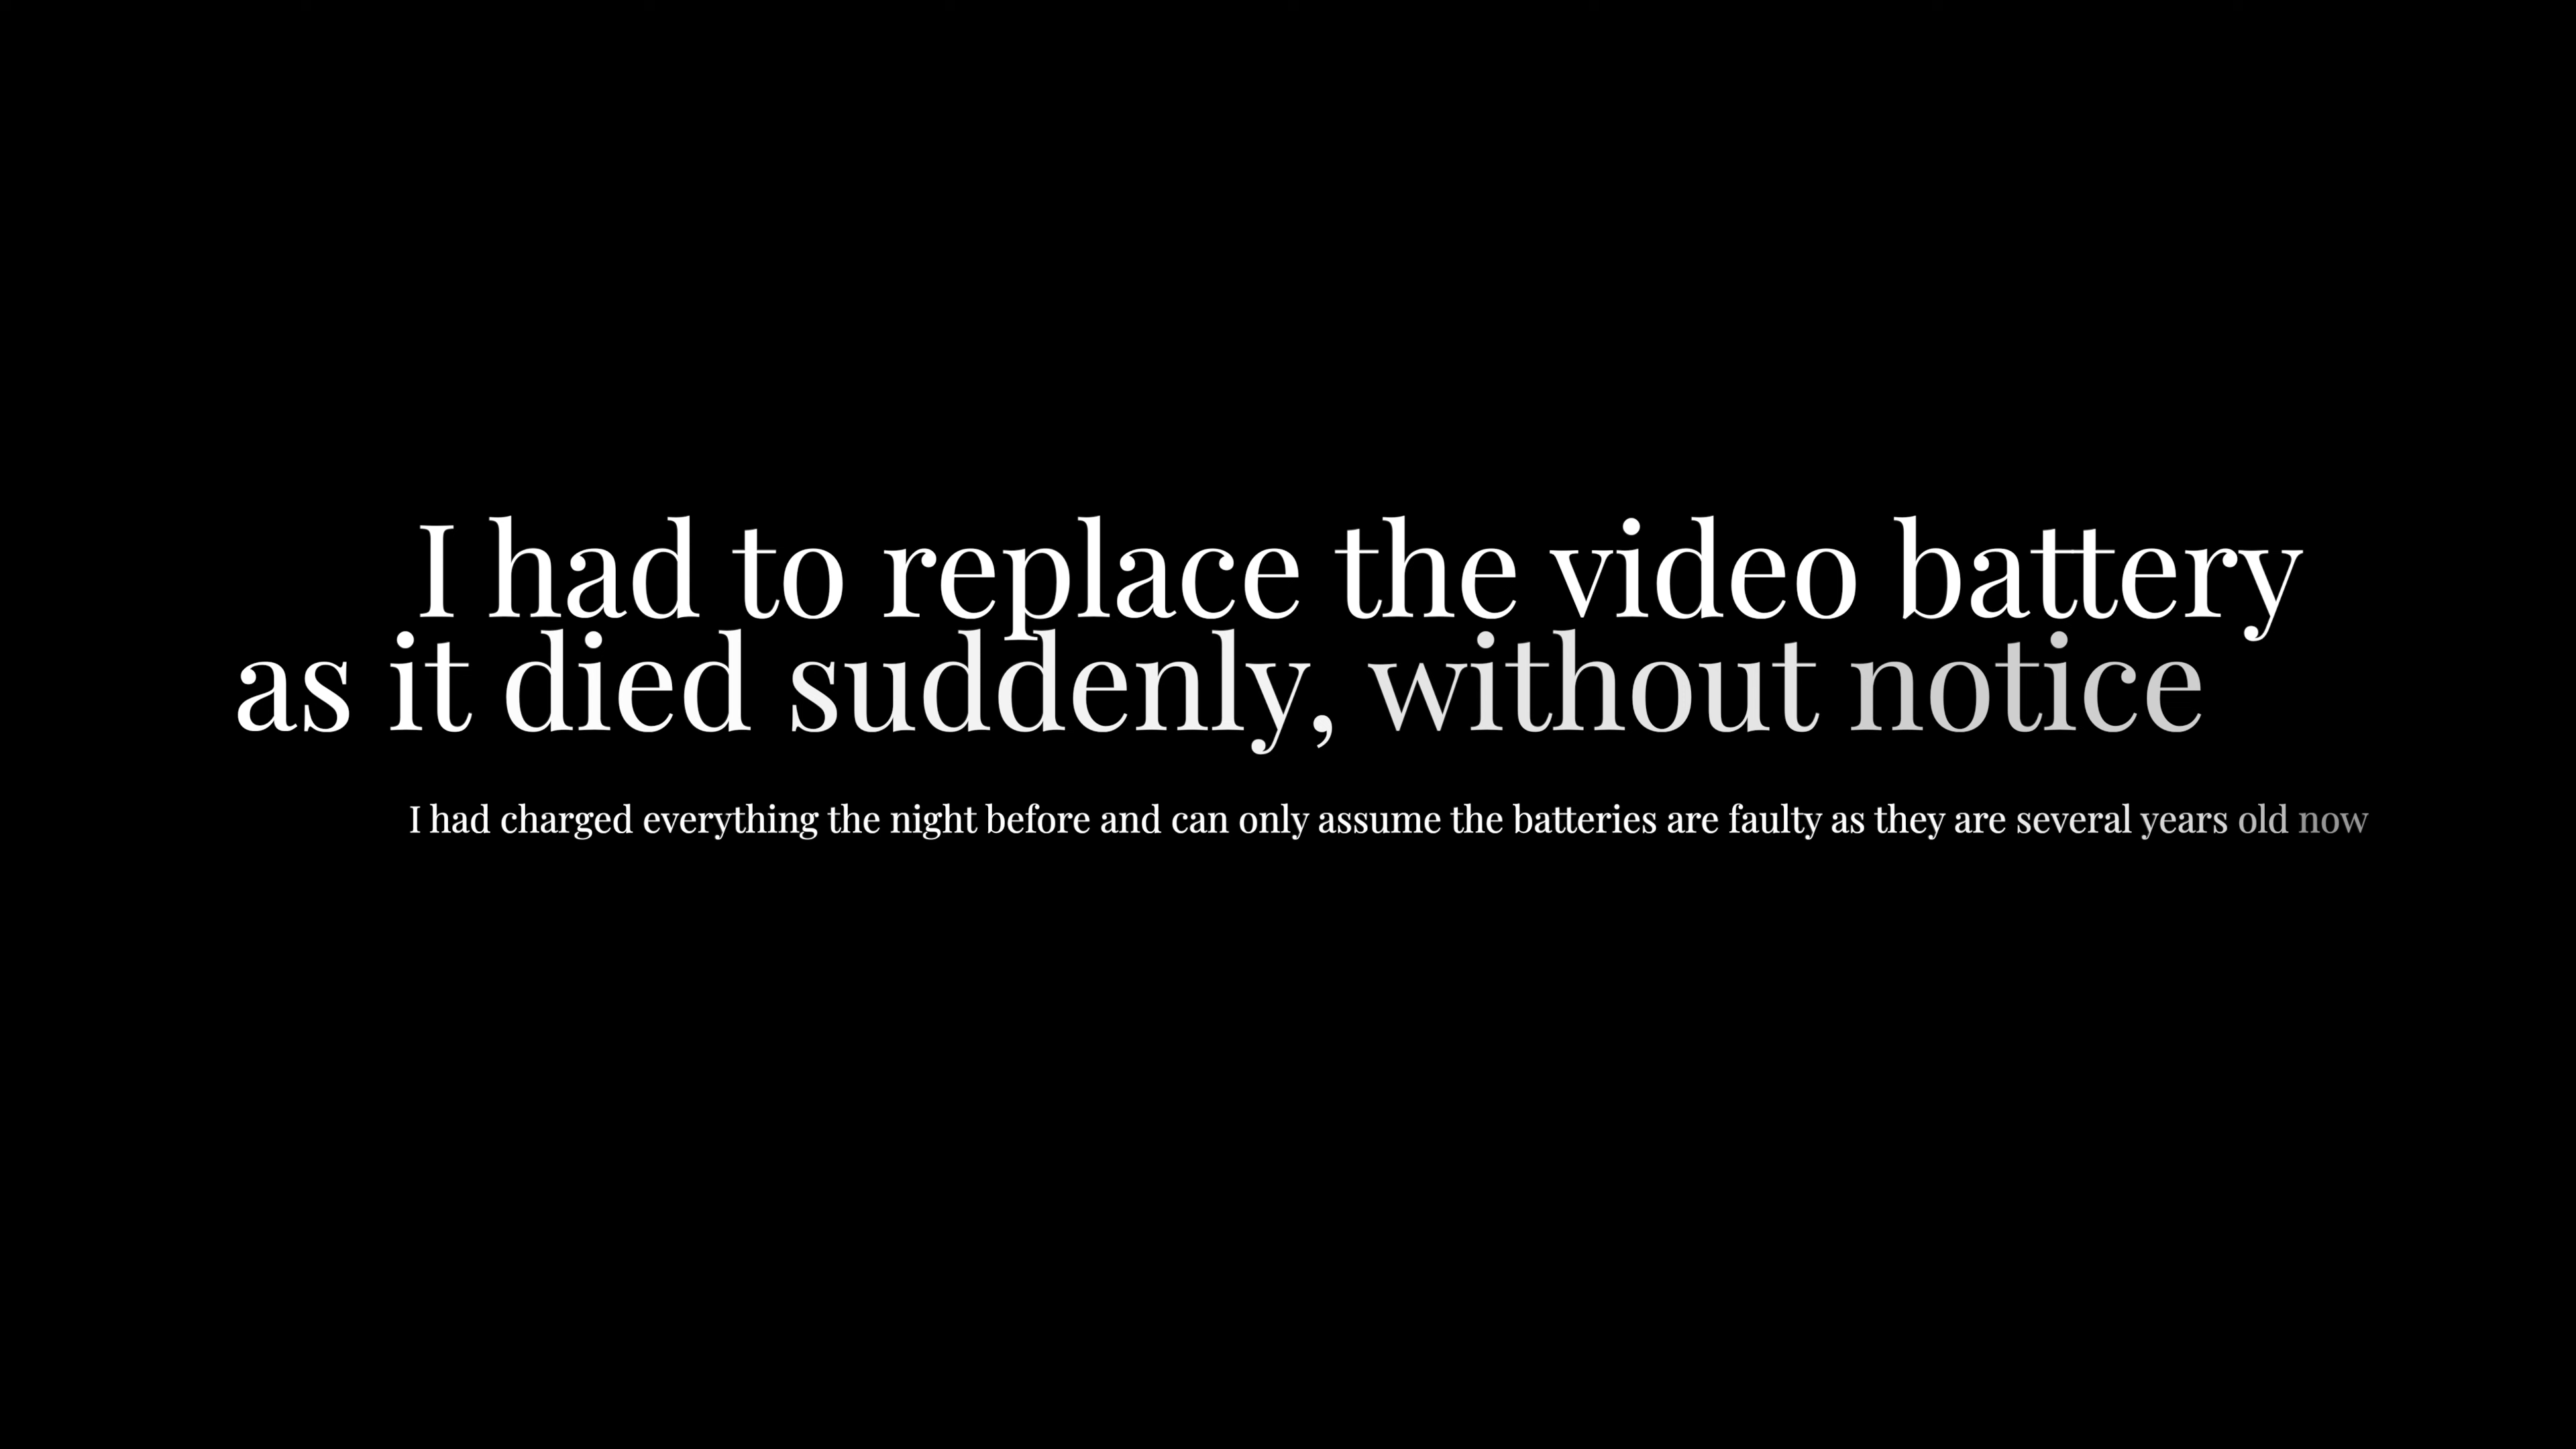 I had to replace the video battery
as it died suddenly, without notice
I had charged everything the night before and can only assume the batteries are faulty as they are several years old now